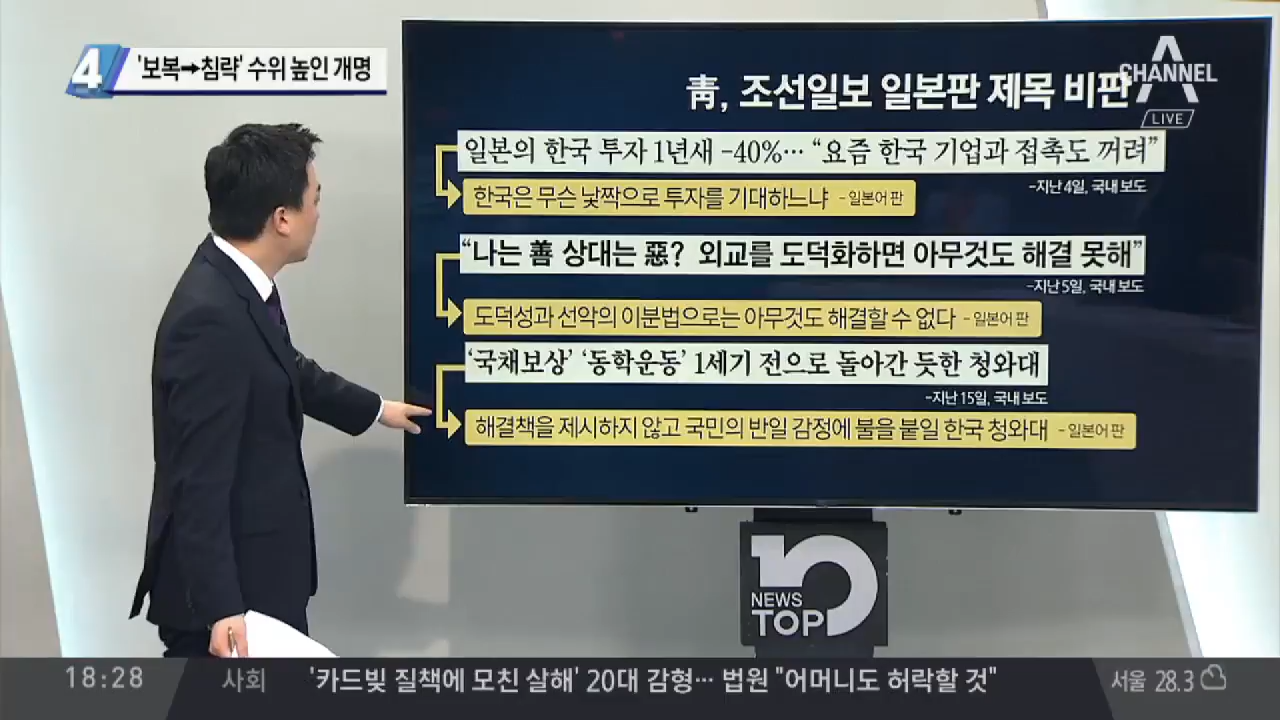 4 '보복→침략' 수위 높인 개명
CHANNEL A
LIVE
靑, 조선일보 일본판 제목 비판
일본의 한국 투자 1년새 -40%… “요즘 한국 기업과 접촉도 꺼려”
-지난 4일, 국내 보도
한국은 무슨 낯짝으로 투자를 기대하느냐 - 일본어 판
“나는 善 상대는 惡? 외교를 도덕화하면 아무것도 해결 못해”
-지난 5일, 국내 보도
도덕성과 선악의 이분법으로는 아무것도 해결할 수 없다 - 일본어 판
‘국채보상’ ‘동학운동’ 1세기 전으로 돌아간 듯한 청와대
-지난 15일, 국내 보도
해결책을 제시하지 않고 국민의 반일 감정에 불을 붙일 한국 청와대 - 일본어 판
10
NEWS
TOP
18:28 사회 '카드빚 질책에 모친 살해' 20대 감형… 법원 "어머니도 허락할 것" 서울 28.3